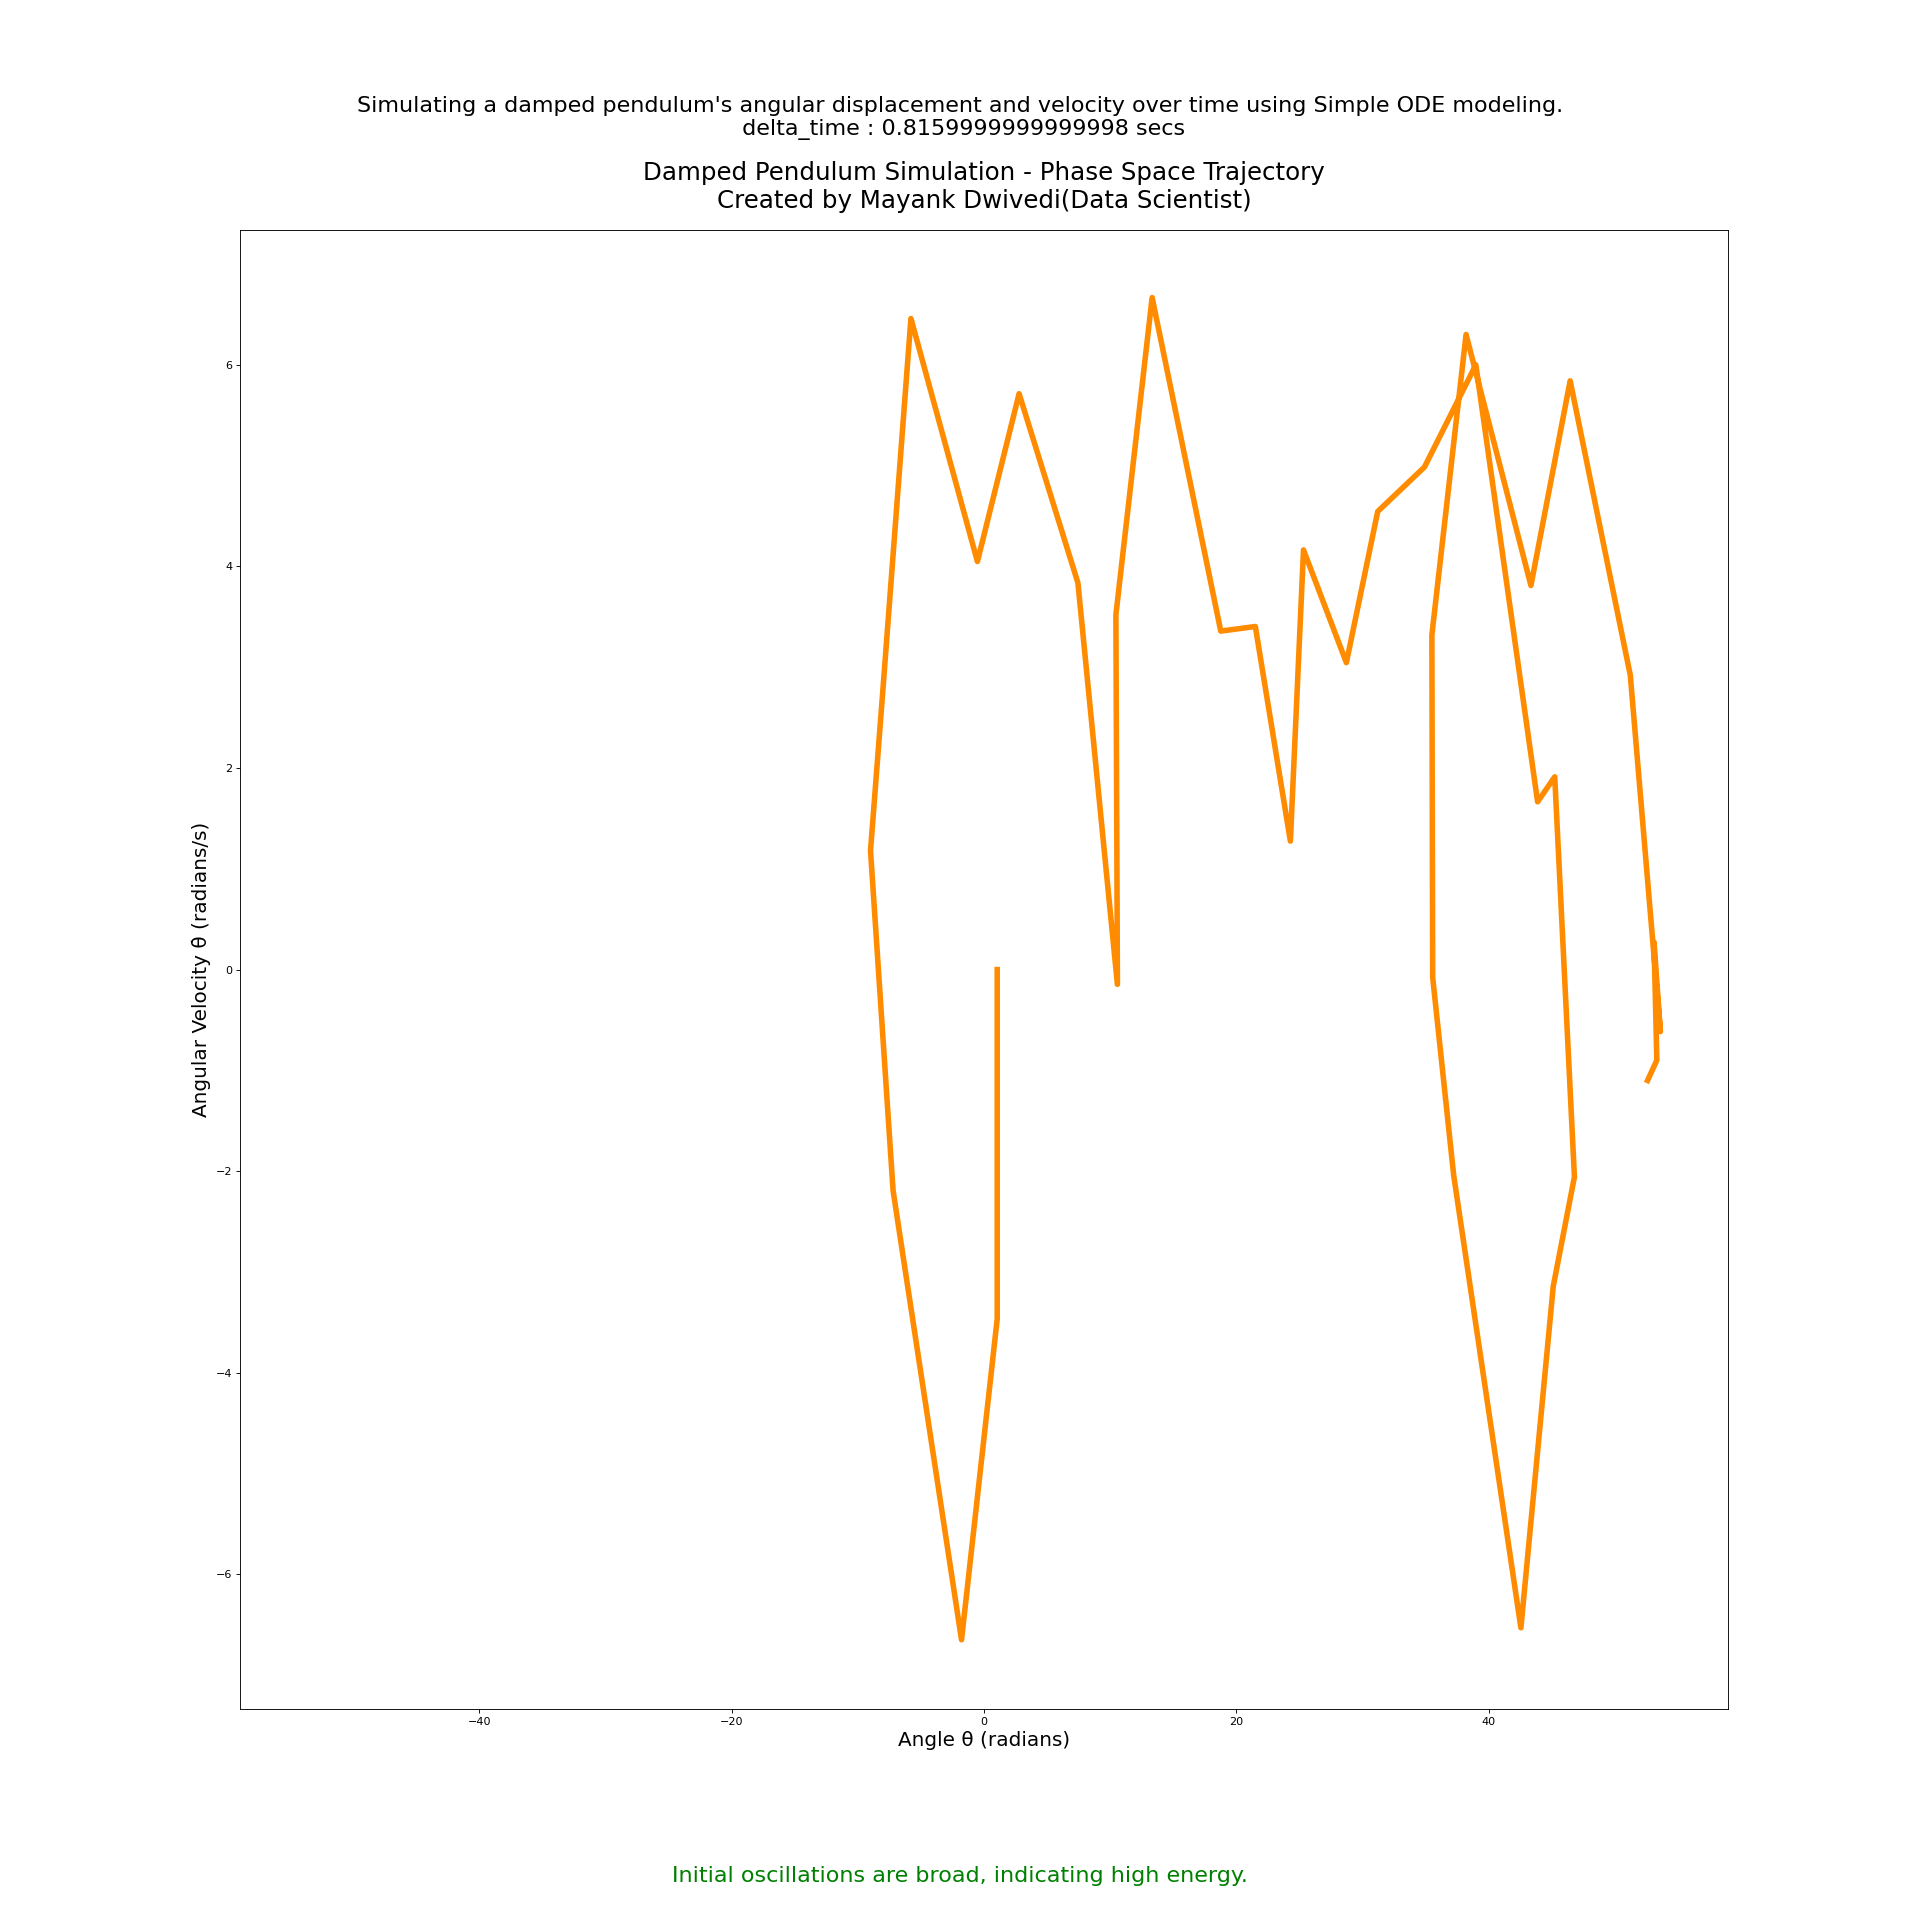 Simulating a damped pendulum's angular displacement and velocity over time using Simple ODE modeling.
delta_time : 0.8159999999999998 secs
Damped Pendulum Simulation - Phase Space Trajectory
Created by Mayank Dwivedi(Data Scientist)
Angular Velocity θ (radians/s)
6
4
2
0
−2
−4
−6
−40
−20
0
20
40
Angle θ (radians)
Initial oscillations are broad, indicating high energy.